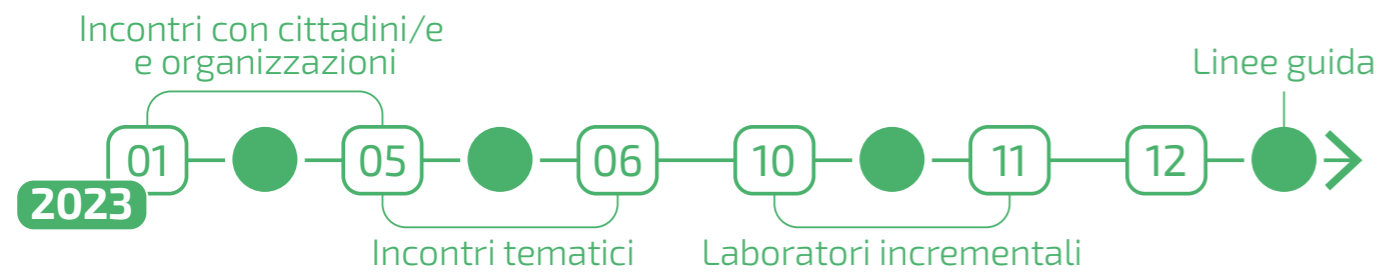 Incontri con cittadini/e
e organizzazioni
Linee guida
01
05
06
10
11
12
2023
Incontri tematici
Laboratori incrementali